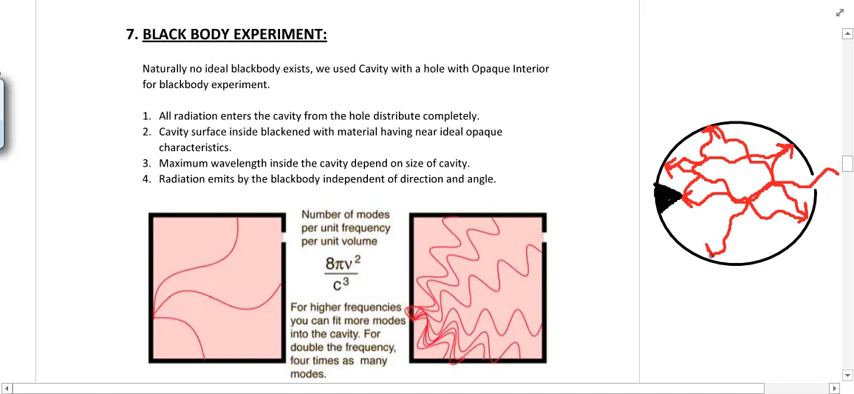 7. BLACK BODY EXPERIMENT:
Naturally no ideal blackbody exists, we used Cavity with a hole with Opaque Interior
for blackbody experiment.
1. All radiation enters the cavity from the hole distribute completely.
2. Cavity surface inside blackened with material having near ideal opaque
characteristics.
3. Maximum wavelength inside the cavity depend on size of cavity.
4. Radiation emits by the blackbody independent of direction and angle.
Number of modes
per unit frequency
per unit volume
8πν²
c³
For higher frequencies
you can fit more modes
into the cavity. For
double the frequency,
four times as many
modes.